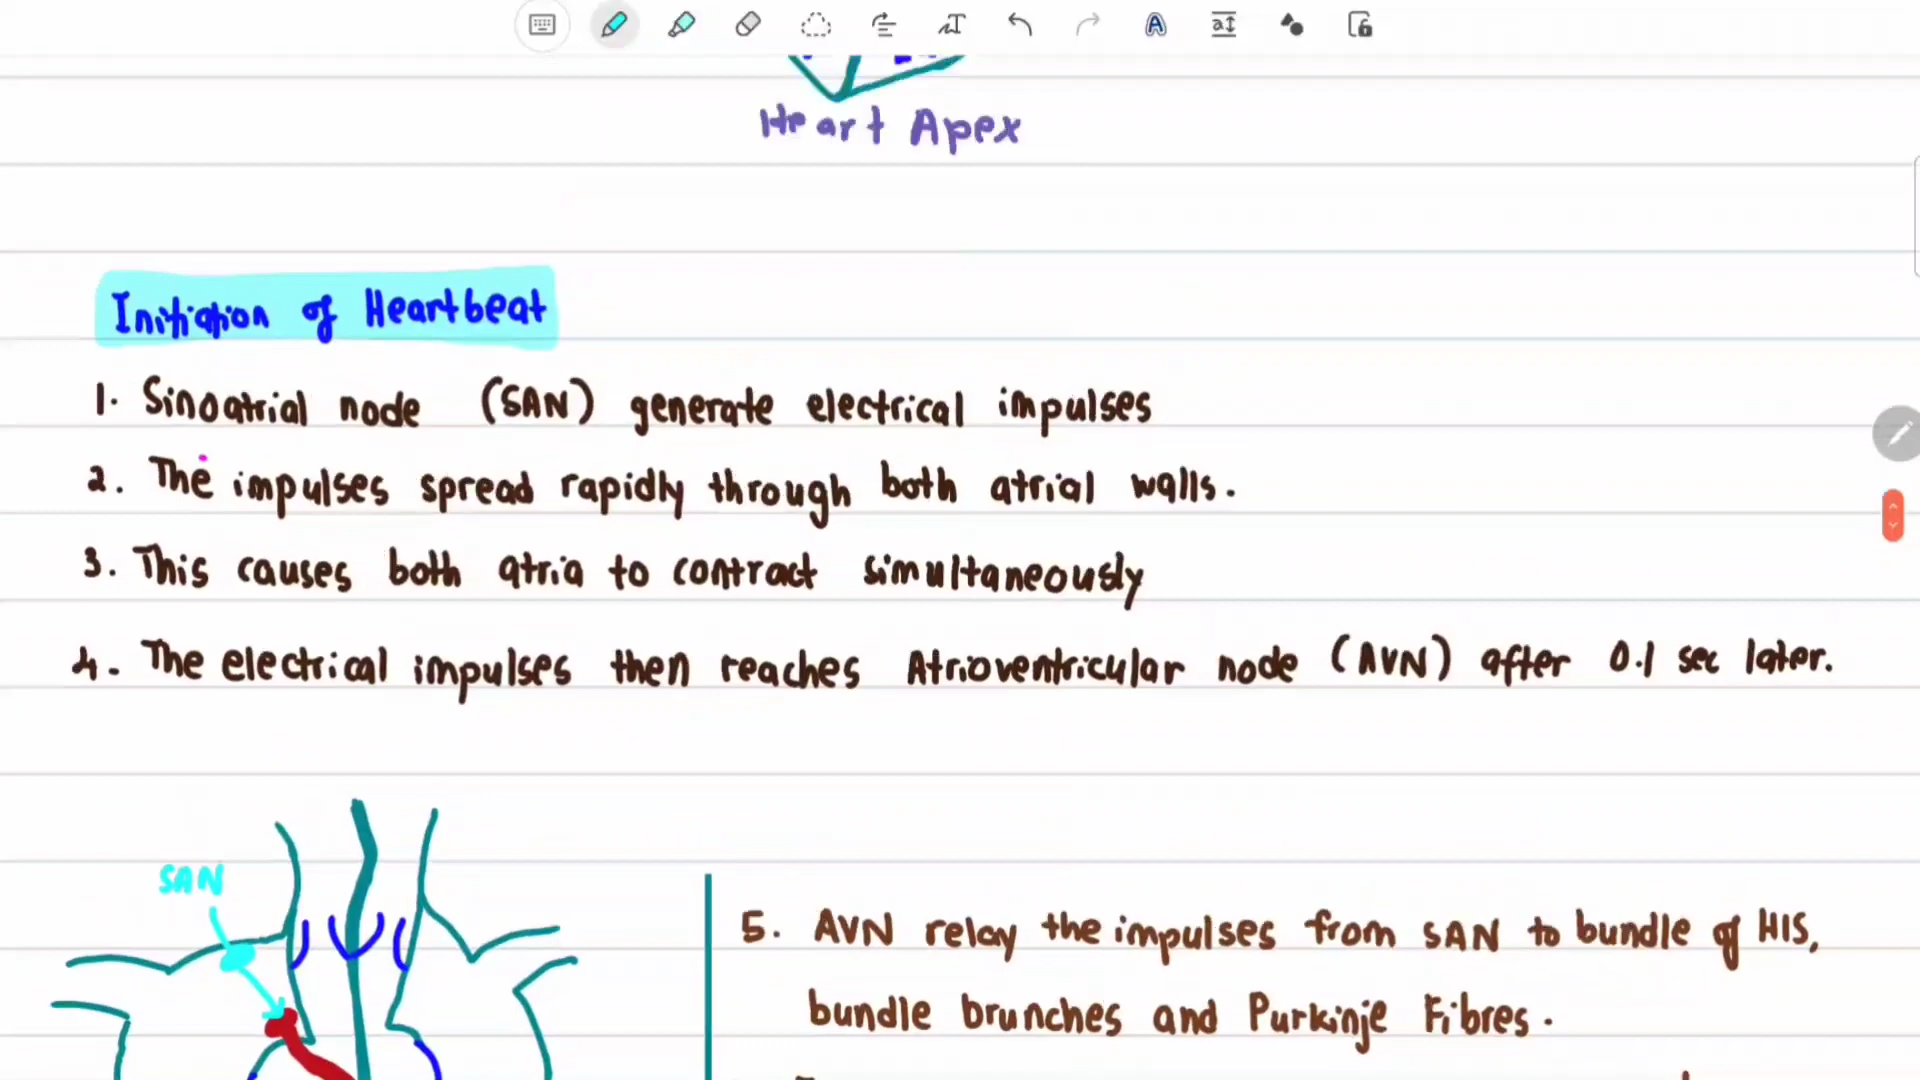 Heart Apex
Initiation of Heartbeat
1. Sinoatrial node (SAN) generate electrical impulses
2. The impulses spread rapidly through both atrial walls.
3. This causes both atria to contract simultaneously
4. The electrical impulses then reaches Atrioventricular node (AVN) after 0.1 sec later.
SAN
5. AVN relay the impulses from SAN to bundle of HIS,
bundle brunches and Purkinje Fibres.